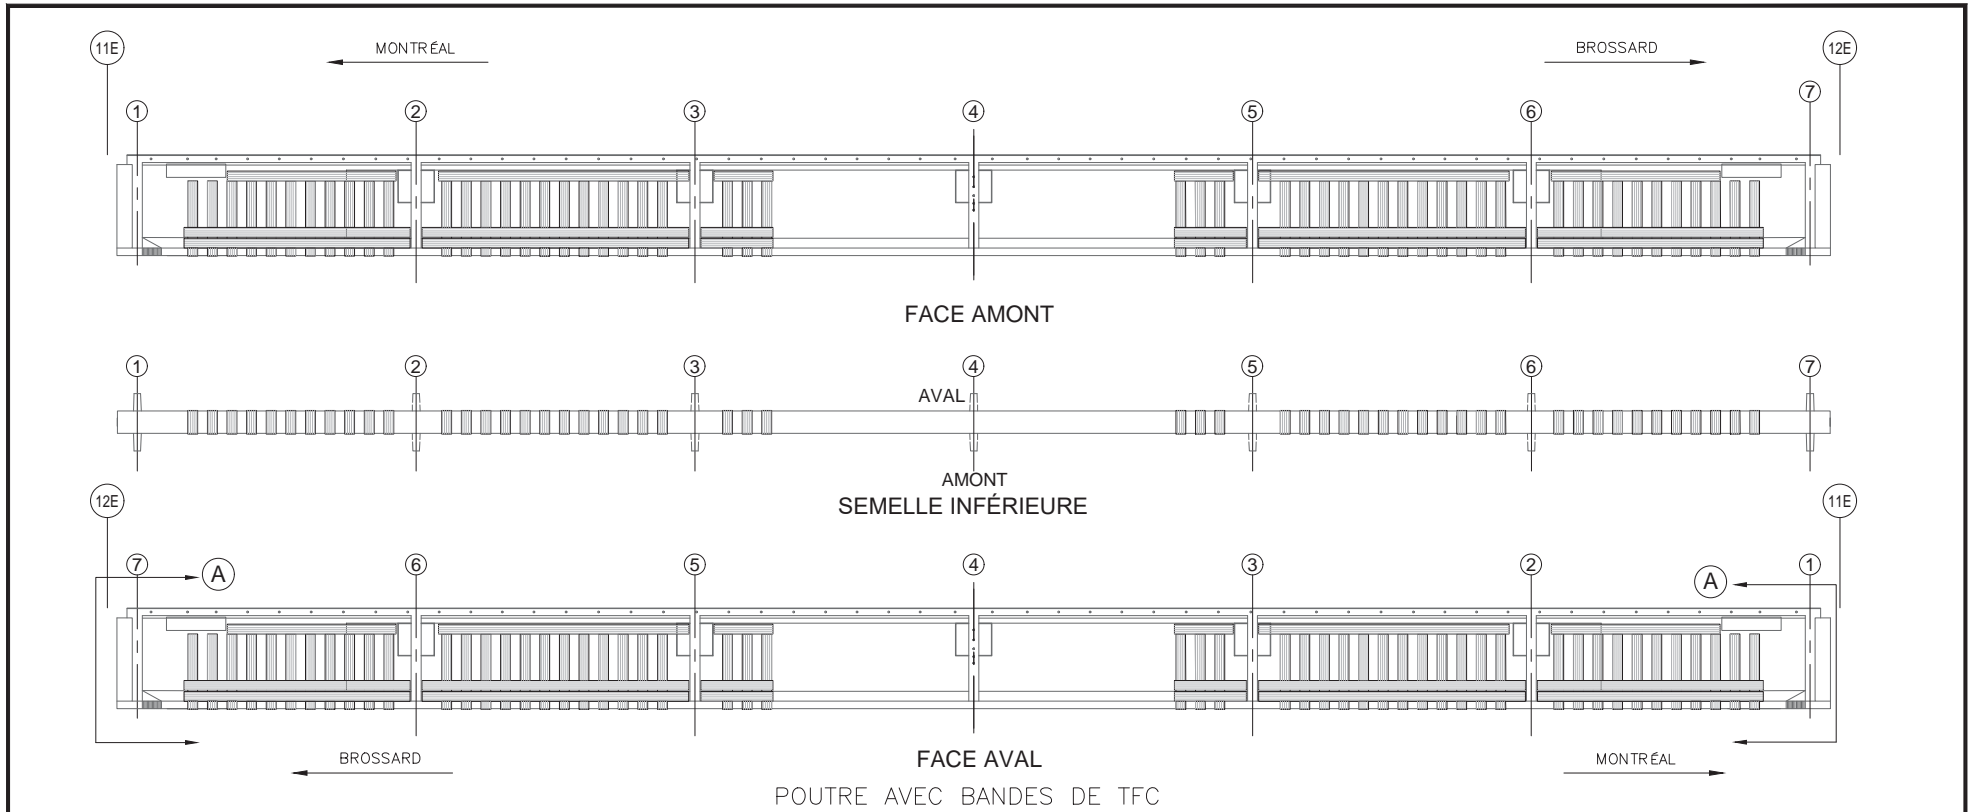 11E MONTRÉAL BROSSARD 12E
1 2 3 4 5 6 7
FACE AMONT
1 2 3 4 5 6 7
AVAL
AMONT
SEMELLE INFÉRIEURE
12E 11E
7 6 5 4 3 2 1
A A
BROSSARD FACE AVAL MONTRÉAL
POUTRE AVEC BANDES DE TFC